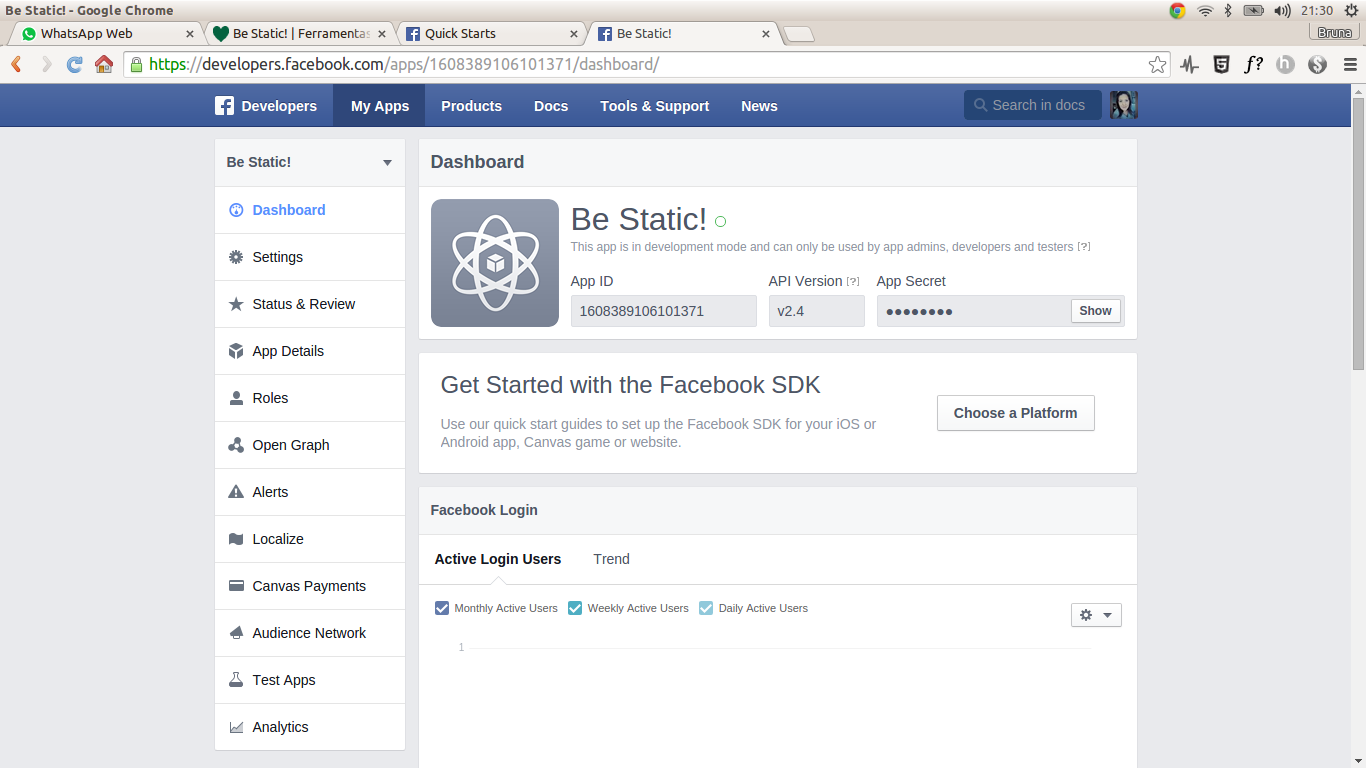 Be Static! - Google Chrome
21:30
WhatsApp Web
Be Static! | Ferramentas
Quick Starts
Be Static!
Bruna
https://developers.facebook.com/apps/1608389106101371/dashboard/
Developers
My Apps
Products
Docs
Tools & Support
News
Search in docs
Be Static!
Dashboard
Settings
Status & Review
App Details
Roles
Open Graph
Alerts
Localize
Canvas Payments
Audience Network
Test Apps
Analytics
Dashboard
Be Static!
This app is in development mode and can only be used by app admins, developers and testers [?]
App ID
API Version [?]
App Secret
1608389106101371
v2.4
●●●●●●●●
Show
Get Started with the Facebook SDK
Use our quick start guides to set up the Facebook SDK for your iOS or
Android app, Canvas game or website.
Choose a Platform
Facebook Login
Active Login Users
Trend
Monthly Active Users
Weekly Active Users
Daily Active Users
1